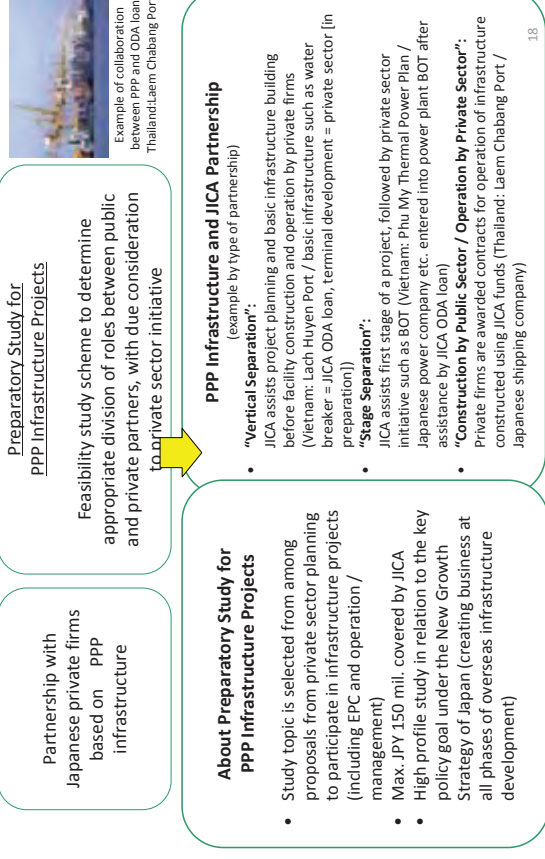 Partnership with
Japanese private firms
based on PPP
infrastructure
Preparatory Study for
PPP Infrastructure Projects
Feasibility study scheme to determine
appropriate division of roles between public
and private partners, with due consideration
to private sector initiative
Example of collaboration
between PPP and ODA loan
Thailand:Laem Chabang Por
About Preparatory Study for
PPP Infrastructure Projects
• Study topic is selected from among
proposals from private sector planning
to participate in infrastructure projects
(including EPC and operation /
management)
• Max. JPY 150 mil. covered by JICA
• High profile study in relation to the key
policy goal under the New Growth
Strategy of Japan (creating business at
all phases of overseas infrastructure
development)
PPP Infrastructure and JICA Partnership
(example by type of partnership)
• "Vertical Separation":
JICA assists project planning and basic infrastructure building
before facility construction and operation by private firms
(Vietnam: Lach Huyen Port / basic infrastructure such as water
breaker = JICA ODA loan, terminal development = private sector [in
preparation])
• "Stage Separation":
JICA assists first stage of a project, followed by private sector
initiative such as BOT (Vietnam: Phu My Thermal Power Plan /
Japanese power company etc. entered into power plant BOT after
assistance by JICA ODA loan)
• "Construction by Public Sector / Operation by Private Sector":
Private firms are awarded contracts for operation of infrastructure
constructed using JICA funds (Thailand: Laem Chabang Port /
Japanese shipping company)
18